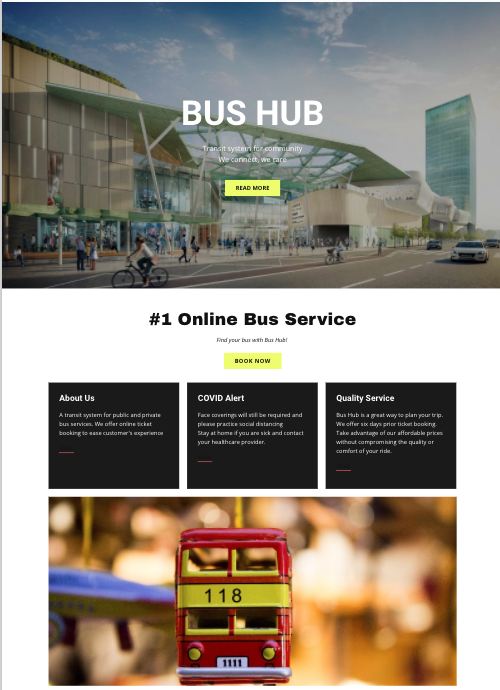 BUS HUB
Transit system for community
We connect, we care
READ MORE
#1 Online Bus Service
Find your bus with Bus Hub!
BOOK NOW
About Us
A transit system for public and private
bus services. We offer online ticket
booking to ease customer's experience
COVID Alert
Face coverings will still be required and
please practice social distancing
Stay at home if you are sick and contact
your healthcare provider.
Quality Service
Bus Hub is a great way to plan your trip.
We offer six days prior ticket booking.
Take advantage of our affordable prices
without compromising the quality or
comfort of your ride.
118
1111